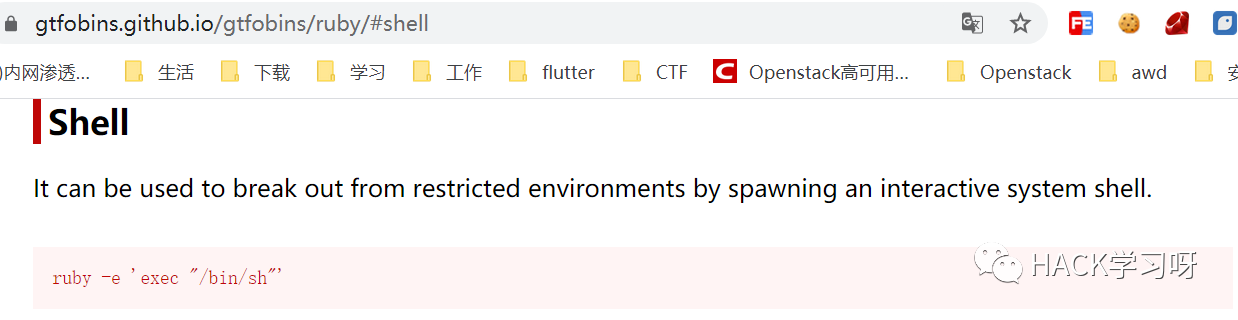 gtfobins.github.io/gtfobins/ruby/#shell
)内网渗透... 生活 下载 学习 工作 flutter CTF Openstack高可用... Openstack awd
Shell
It can be used to break out from restricted environments by spawning an interactive system shell.
ruby -e 'exec "/bin/sh"'
HACK学习呀